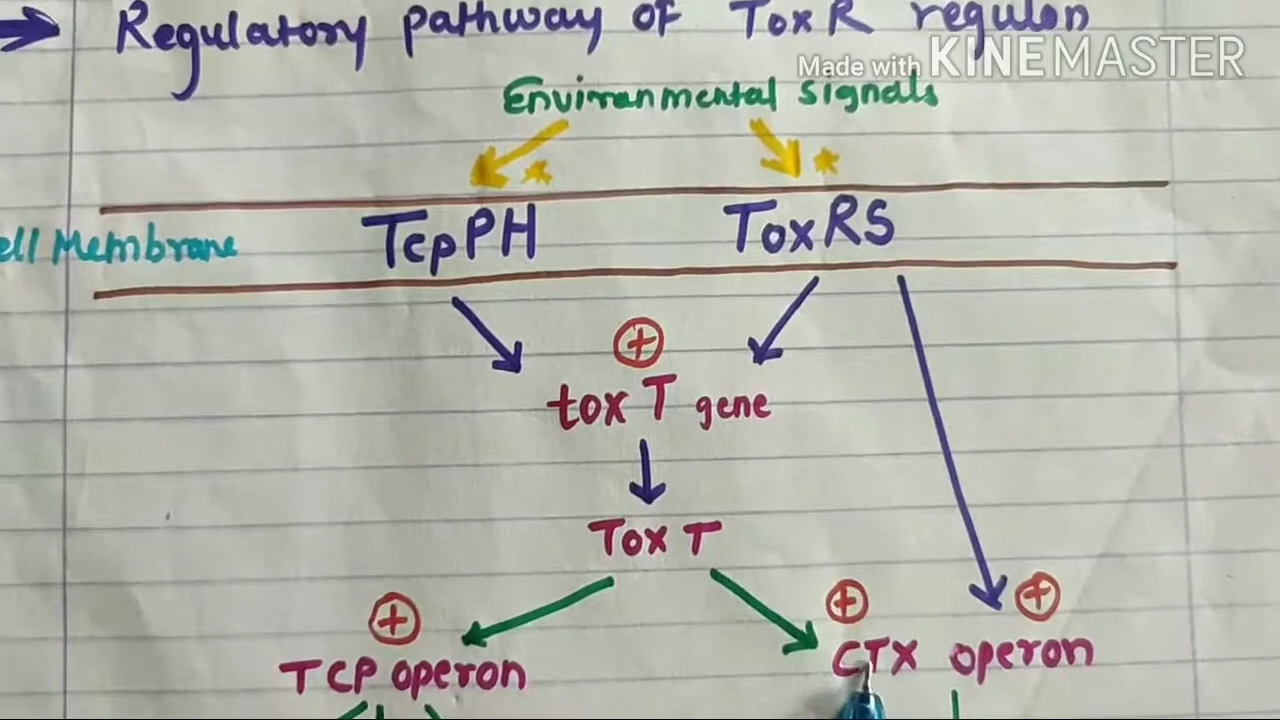 Regulatory pathway of ToxR regulon
Made with KINEMASTER
Environmental signals
ell Membrane
TcpPH ToxRS
+
toxT gene
ToxT
+ + +
TCP operon CTX operon